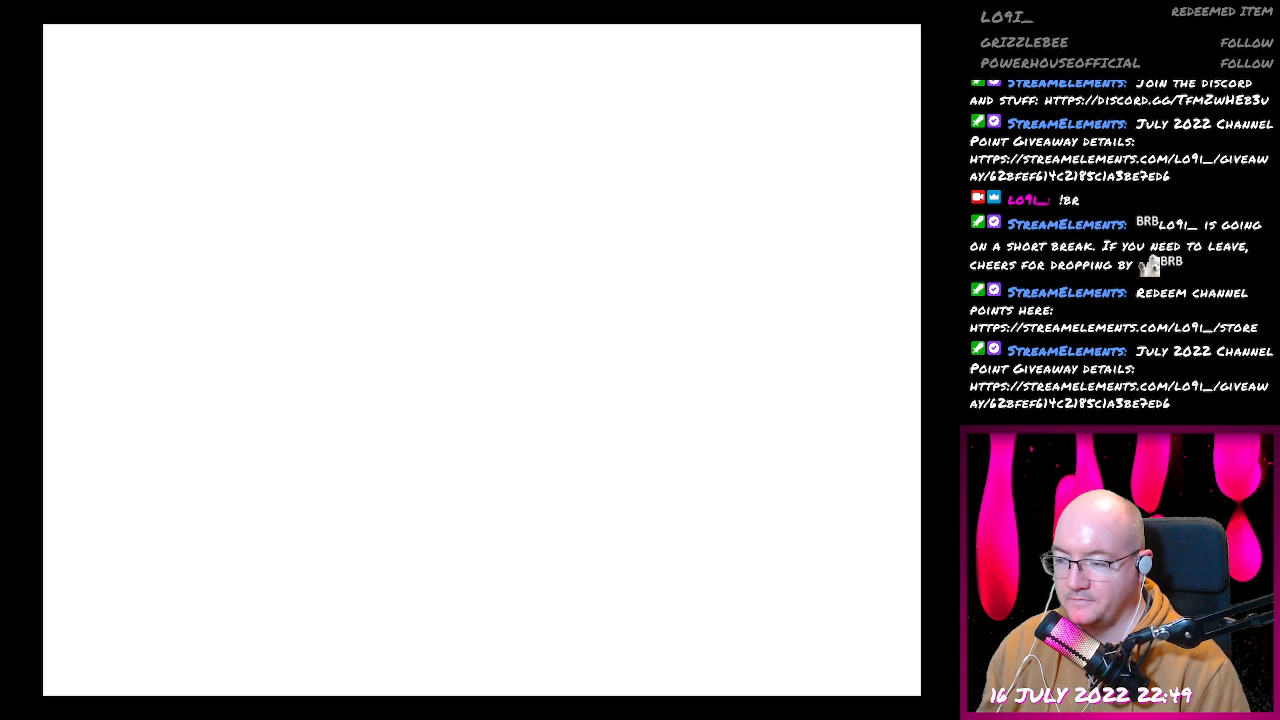 LO9I_ REDEEMED ITEM
GRIZZLEBEE FOLLOW
POWERHOUSEOFFICIAL FOLLOW
StreamElements: Join the discord
and stuff: https://discord.gg/TfmZwHEB3u
StreamElements: July 2022 Channel
Point Giveaway details:
https://streamelements.com/lo9i_/giveaw
ay/62bfef614c2185c1a3be7ed6
lo9i_: !br
StreamElements: BRB lo9i_ is going
on a short break. If you need to leave,
cheers for dropping by BRB
StreamElements: Redeem channel
points here:
https://streamelements.com/lo9i_/store
StreamElements: July 2022 Channel
Point Giveaway details:
https://streamelements.com/lo9i_/giveaw
ay/62bfef614c2185c1a3be7ed6
16 JULY 2022 22:49